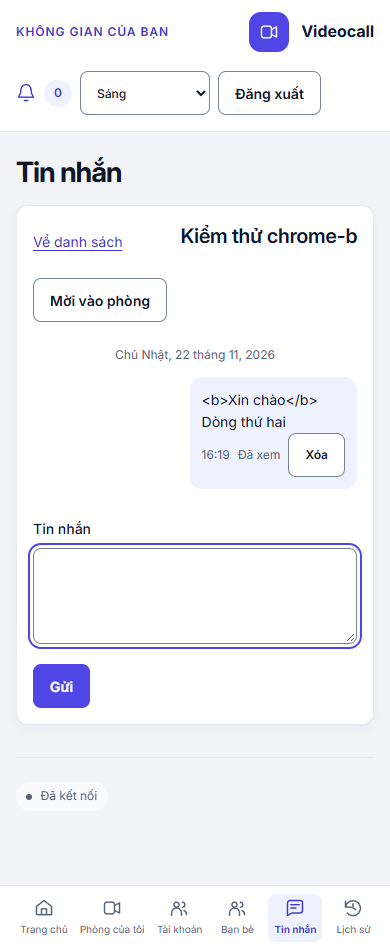 KHÔNG GIAN CỦA BẠN
Videocall
0
Sáng
Đăng xuất
Tin nhắn
Về danh sách
Kiểm thử chrome-b
Mời vào phòng
Chủ Nhật, 22 tháng 11, 2026
<b>Xin chào</b>
Dòng thứ hai
16:19 Đã xem Xóa
Tin nhắn
Gửi
Đã kết nối
Trang chủ
Phòng của tôi
Tài khoản
Bạn bè
Tin nhắn
Lịch sử